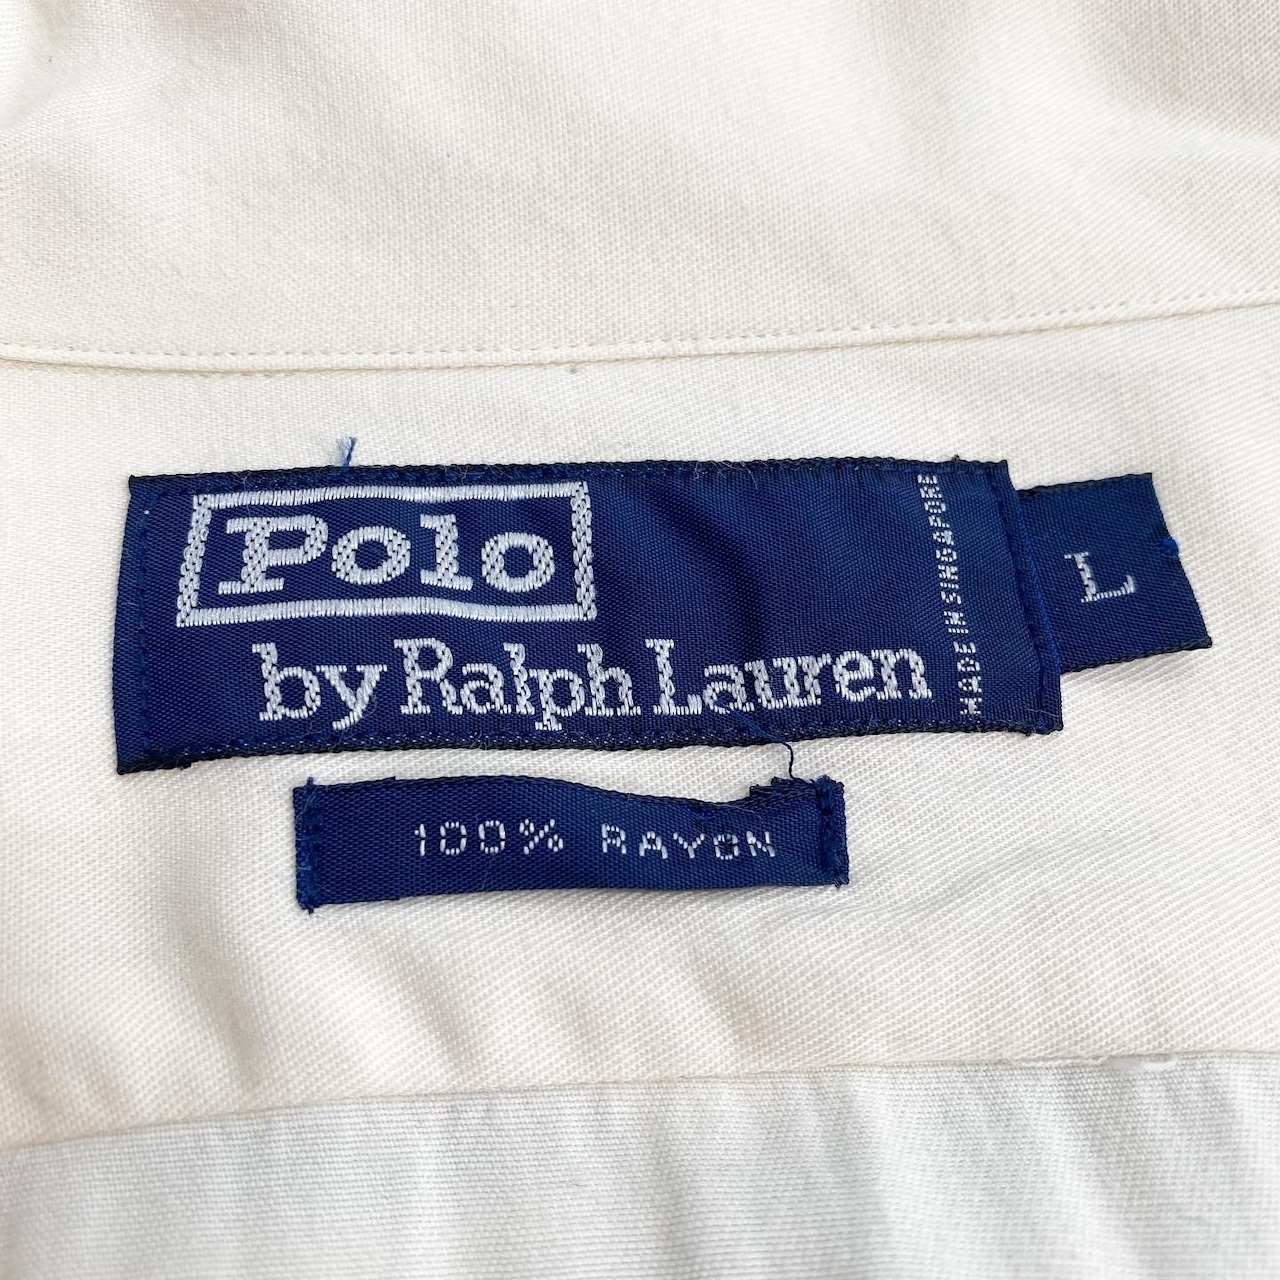 Polo
by Ralph Lauren
MADE IN SINGAPORE
L
100% RAYON